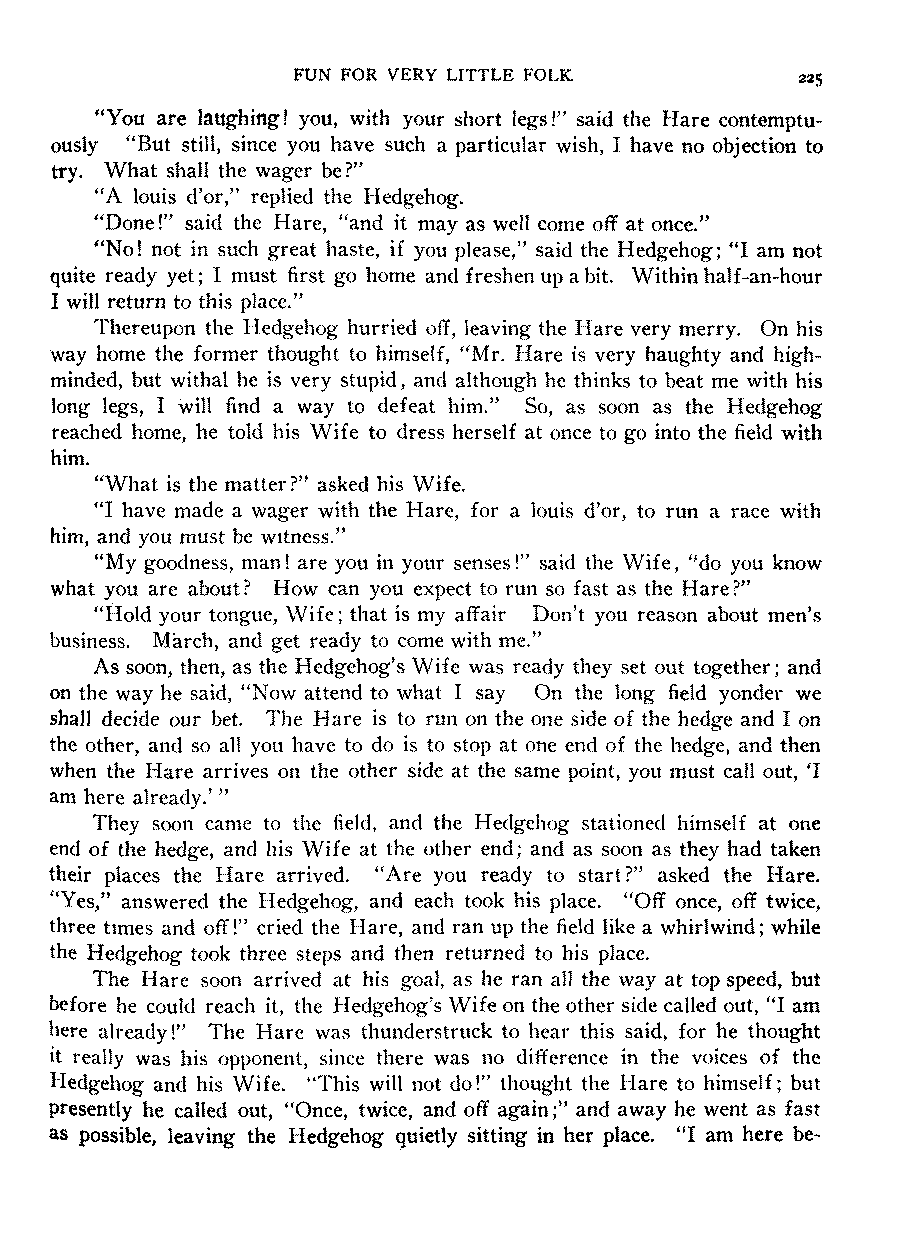 FUN FOR VERY LITTLE FOLK 225
"You are laughing! you, with your short legs!" said the Hare contemptu-
ously "But still, since you have such a particular wish, I have no objection to
try. What shall the wager be?"
"A louis d'or," replied the Hedgehog.
"Done!" said the Hare, "and it may as well come off at once."
"No! not in such great haste, if you please," said the Hedgehog; "I am not
quite ready yet; I must first go home and freshen up a bit. Within half-an-hour
I will return to this place."
Thereupon the Hedgehog hurried off, leaving the Hare very merry. On his
way home the former thought to himself, "Mr. Hare is very haughty and high-
minded, but withal he is very stupid, and although he thinks to beat me with his
long legs, I will find a way to defeat him." So, as soon as the Hedgehog
reached home, he told his Wife to dress herself at once to go into the field with
him.
"What is the matter?" asked his Wife.
"I have made a wager with the Hare, for a louis d'or, to run a race with
him, and you must be witness."
"My goodness, man! are you in your senses!" said the Wife, "do you know
what you are about? How can you expect to run so fast as the Hare?"
"Hold your tongue, Wife; that is my affair Don't you reason about men's
business. March, and get ready to come with me."
As soon, then, as the Hedgehog's Wife was ready they set out together; and
on the way he said, "Now attend to what I say On the long field yonder we
shall decide our bet. The Hare is to run on the one side of the hedge and I on
the other, and so all you have to do is to stop at one end of the hedge, and then
when the Hare arrives on the other side at the same point, you must call out, 'I
am here already.'"
They soon came to the field, and the Hedgehog stationed himself at one
end of the hedge, and his Wife at the other end; and as soon as they had taken
their places the Hare arrived. "Are you ready to start?" asked the Hare.
"Yes," answered the Hedgehog, and each took his place. "Off once, off twice,
three times and off!" cried the Hare, and ran up the field like a whirlwind; while
the Hedgehog took three steps and then returned to his place.
The Hare soon arrived at his goal, as he ran all the way at top speed, but
before he could reach it, the Hedgehog's Wife on the other side called out, "I am
here already!" The Hare was thunderstruck to hear this said, for he thought
it really was his opponent, since there was no difference in the voices of the
Hedgehog and his Wife. "This will not do!" thought the Hare to himself; but
presently he called out, "Once, twice, and off again;" and away he went as fast
as possible, leaving the Hedgehog quietly sitting in her place. "I am here be-